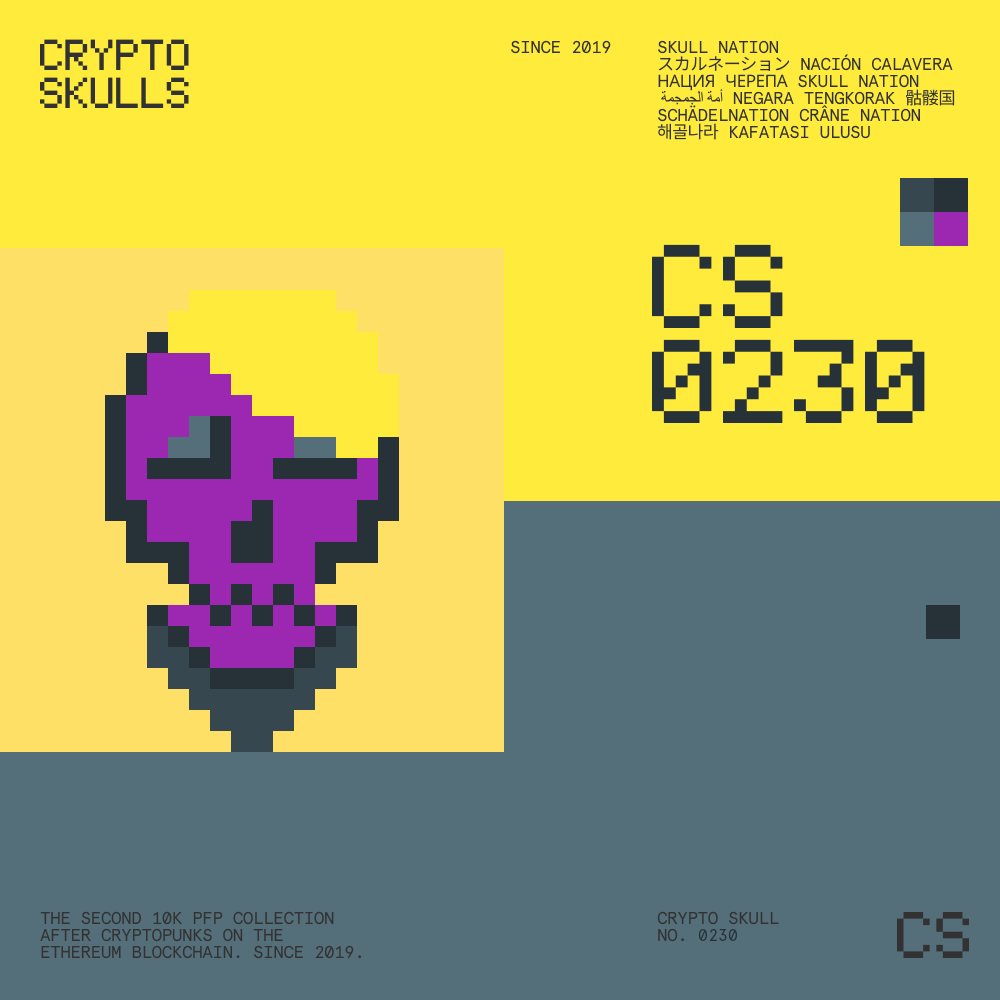 CRYPTO
SKULLS
SINCE 2019
SKULL NATION
スカルネーション NACIÓN CALAVERA
НАЦИЯ ЧЕРЕПА SKULL NATION
أمة الجمجمة NEGARA TENGKORAK 骷髅国
SCHÄDELNATION CRÂNE NATION
해골나라 KAFATASI ULUSU
CS
0230
THE SECOND 10K PFP COLLECTION
AFTER CRYPTOPUNKS ON THE
ETHEREUM BLOCKCHAIN. SINCE 2019.
CRYPTO SKULL
NO. 0230
CS